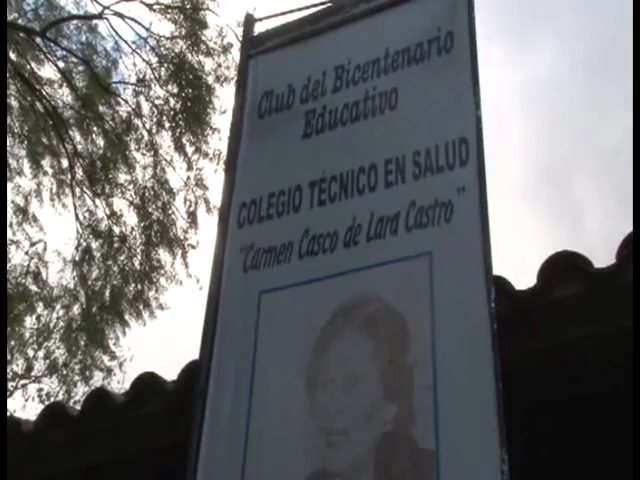 Club del Bicentenario
Educativo
COLEGIO TÉCNICO EN SALUD
"Carmen Casco de Lara Castro"